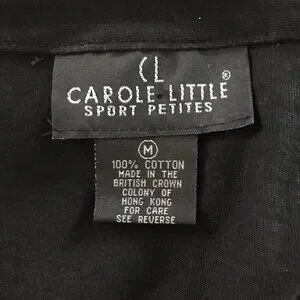 CL
CAROLE LITTLE®
SPORT PETITES
M
100% COTTON
MADE IN THE
BRITISH CROWN
COLONY OF
HONG KONG
FOR CARE
SEE REVERSE